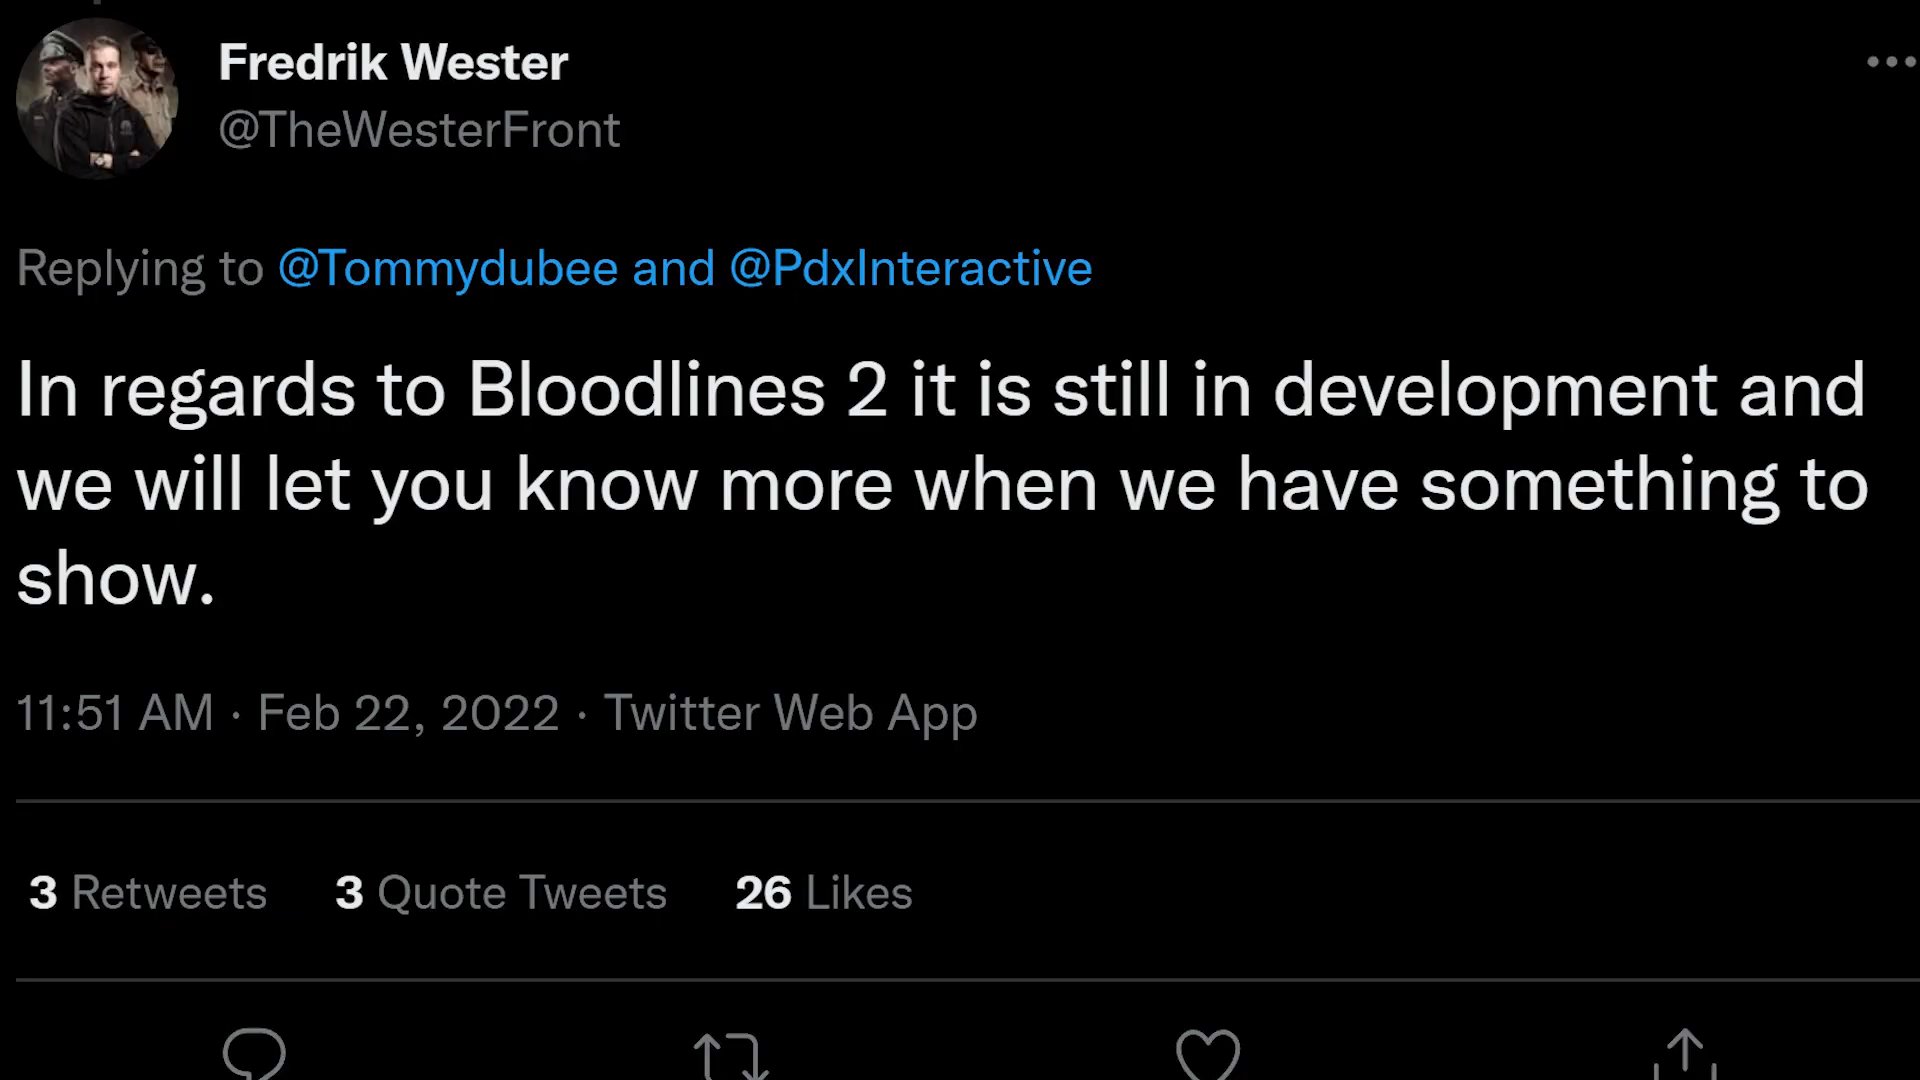 Fredrik Wester
@TheWesterFront
Replying to @Tommydubee and @PdxInteractive
In regards to Bloodlines 2 it is still in development and
we will let you know more when we have something to
show.
11:51 AM · Feb 22, 2022 · Twitter Web App
3 Retweets 3 Quote Tweets 26 Likes